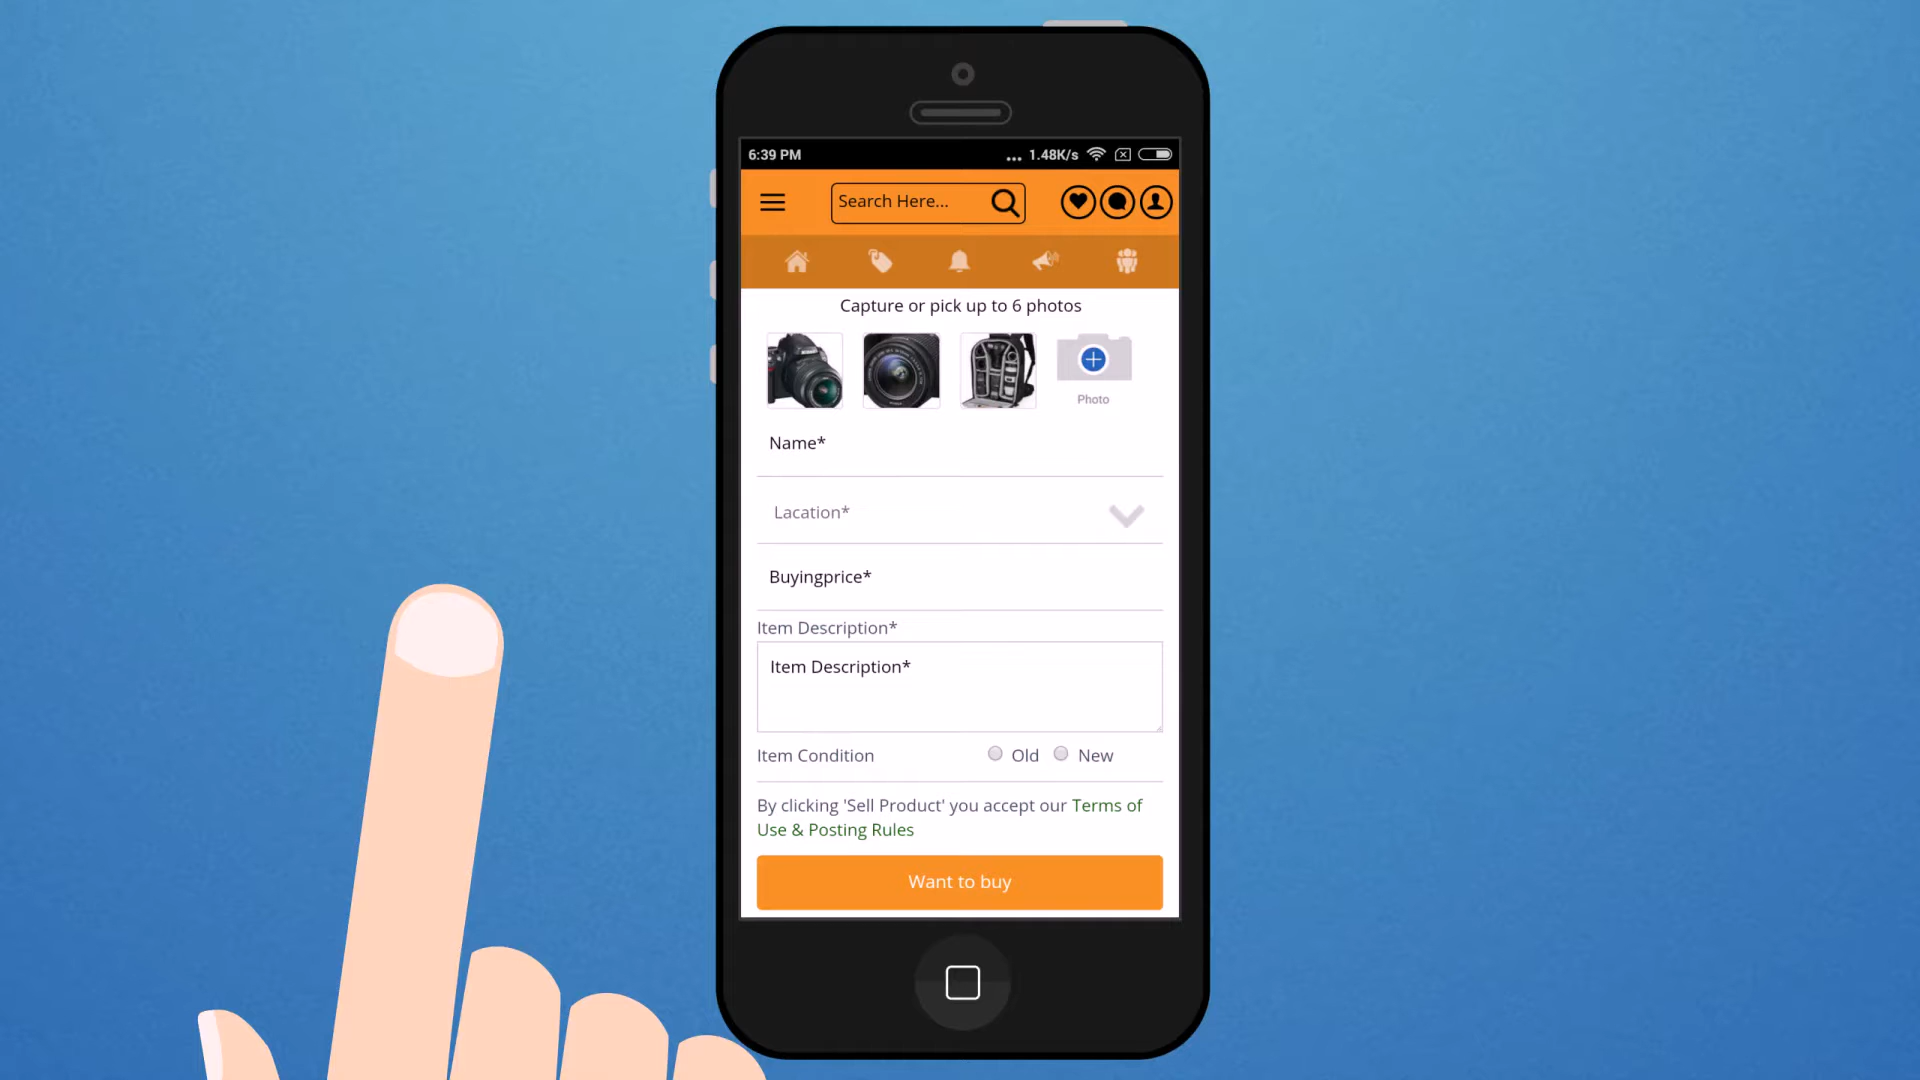 6:39 PM ... 1.48K/s
Search Here...
Capture or pick up to 6 photos
Photo
Name*
Lacation*
Buyingprice*
Item Description*
Item Description*
Item Condition Old New
By clicking 'Sell Product' you accept our Terms of
Use & Posting Rules
Want to buy